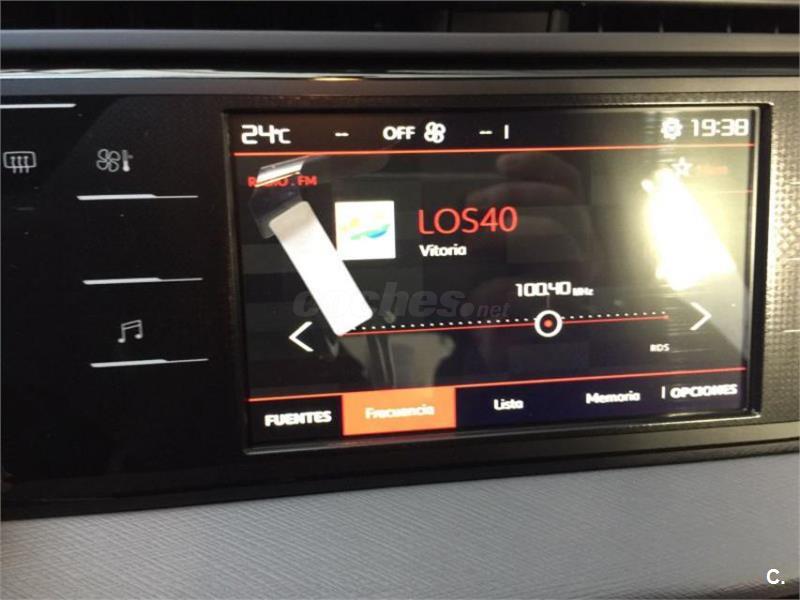 24°C -- OFF -- 19:38
RADIO . FM
LOS40
Vitoria
coches.net
100.40 MHz
RDS
FUENTES Frecuencia Lista Memoria OPCIONES
C.